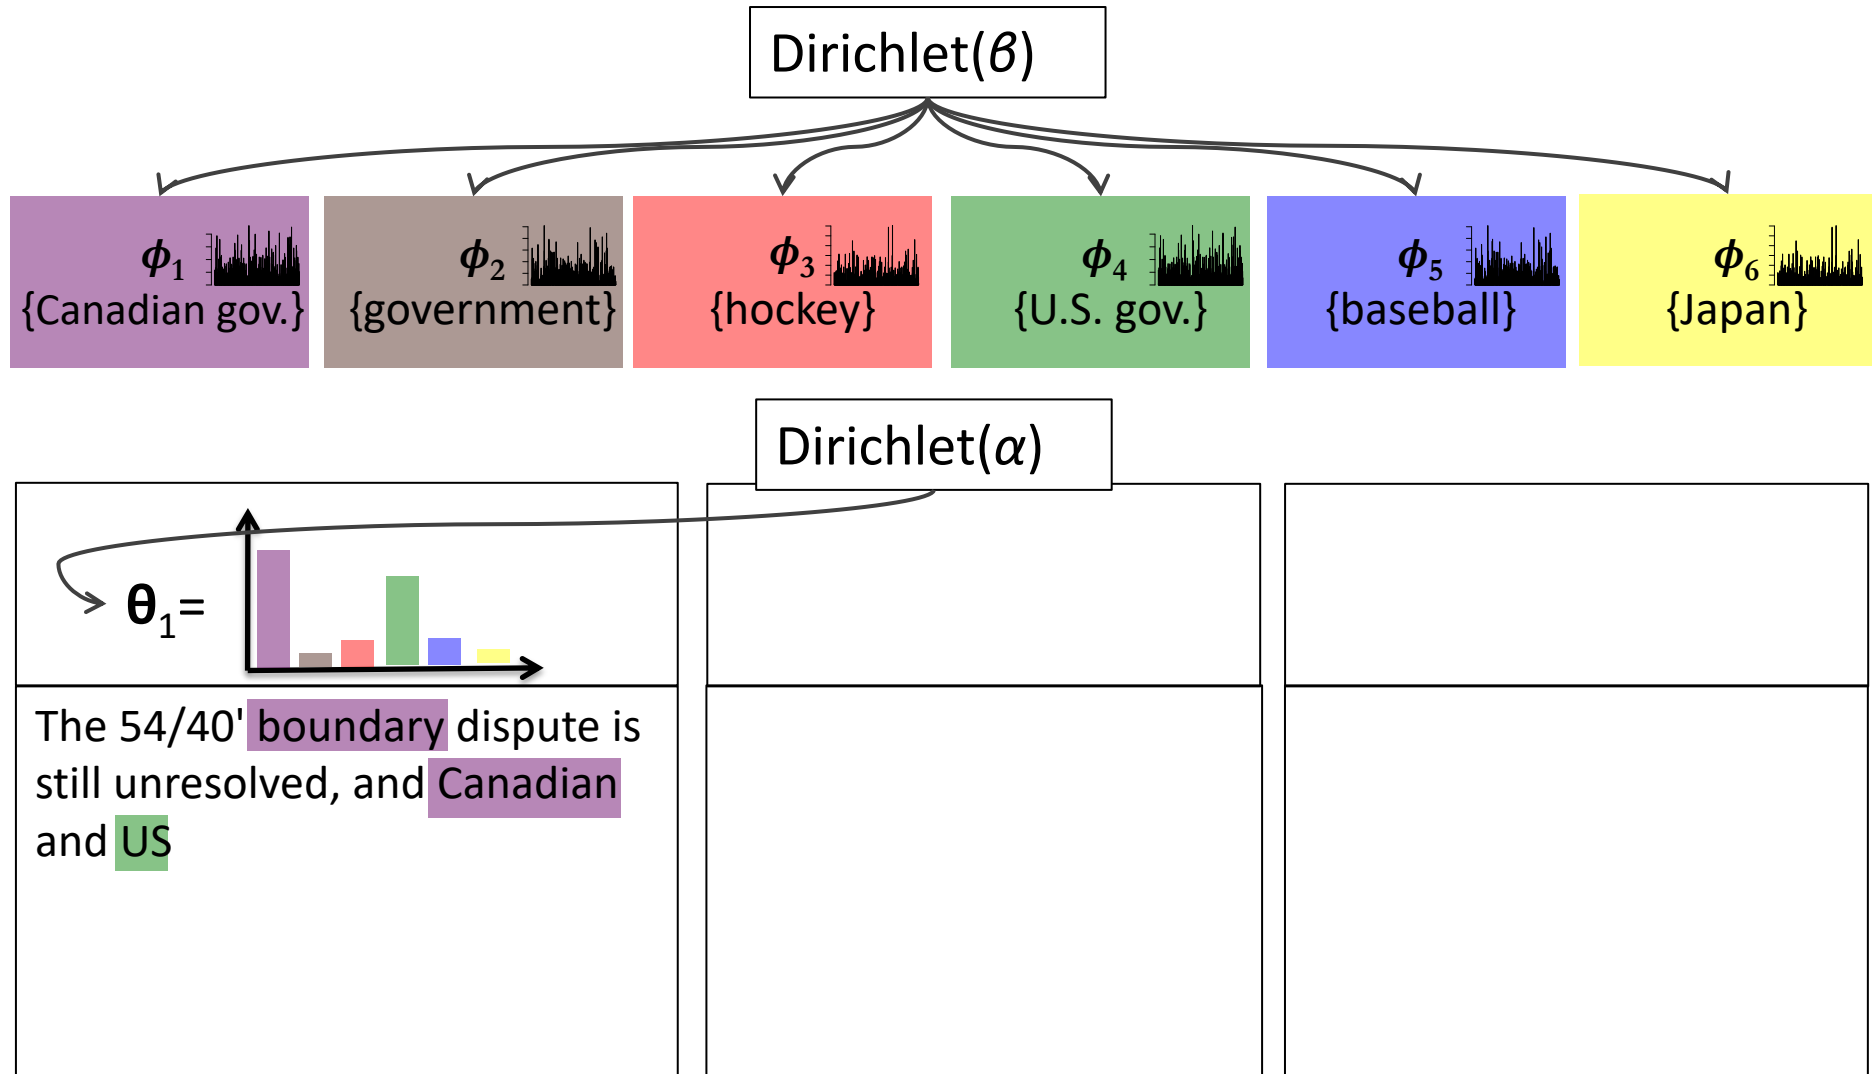 Dirichlet(β)
ϕ1 ϕ2 ϕ3 ϕ4 ϕ5 ϕ6
{Canadian gov.} {government} {hockey} {U.S. gov.} {baseball} {Japan}
Dirichlet(α)
θ1=
The 54/40' boundary dispute is
still unresolved, and Canadian
and US